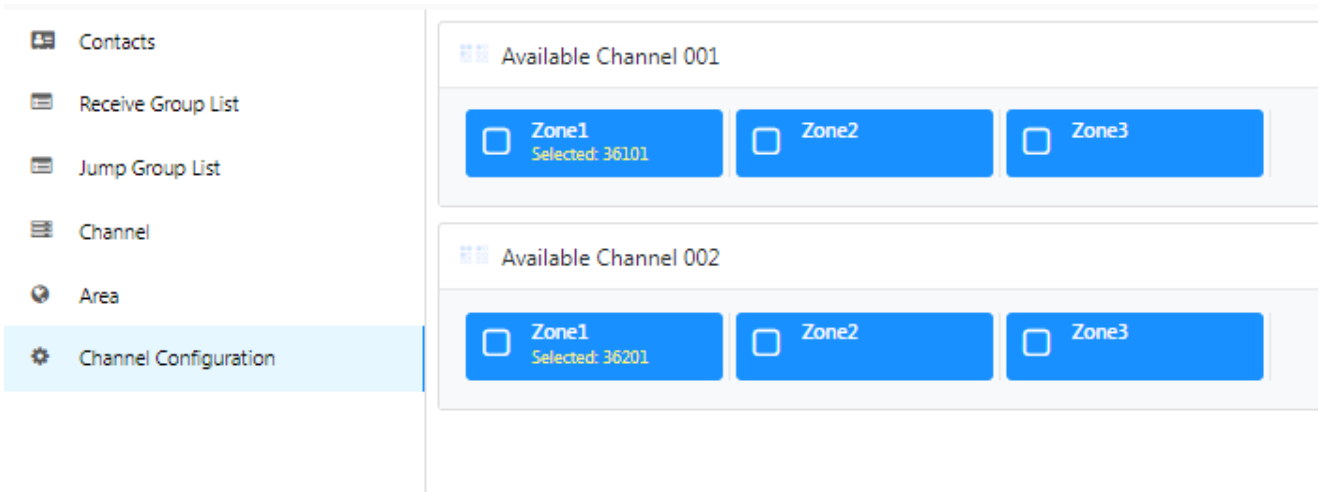 Contacts
Receive Group List
Jump Group List
Channel
Area
Channel Configuration
Available Channel 001
Zone1
Selected: 36101
Zone2
Zone3
Available Channel 002
Zone1
Selected: 36201
Zone2
Zone3